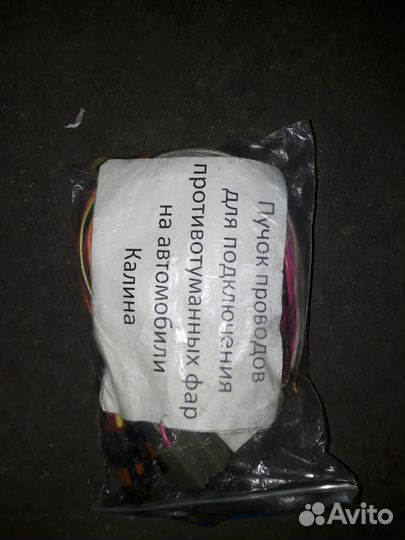 Пучок проводов
для подключения
противотуманных фар
на автомобили
Калина
Avito